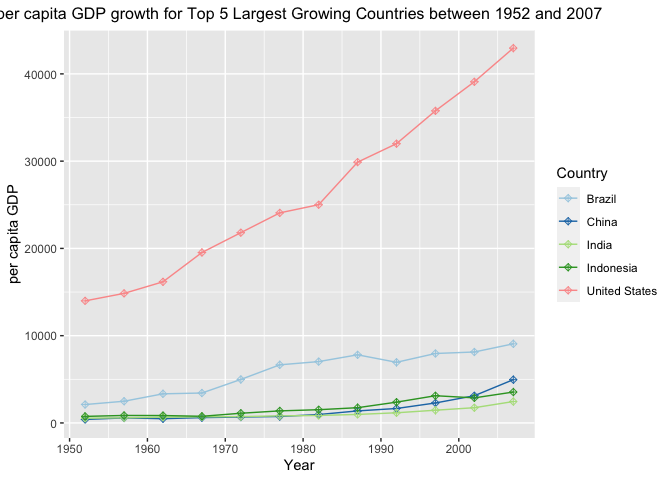 per capita GDP growth for Top 5 Largest Growing Countries between 1952 and 2007
40000
30000
20000
10000
0
per capita GDP
1950
1960
1970
1980
1990
2000
Year
Country
Brazil
China
India
Indonesia
United States